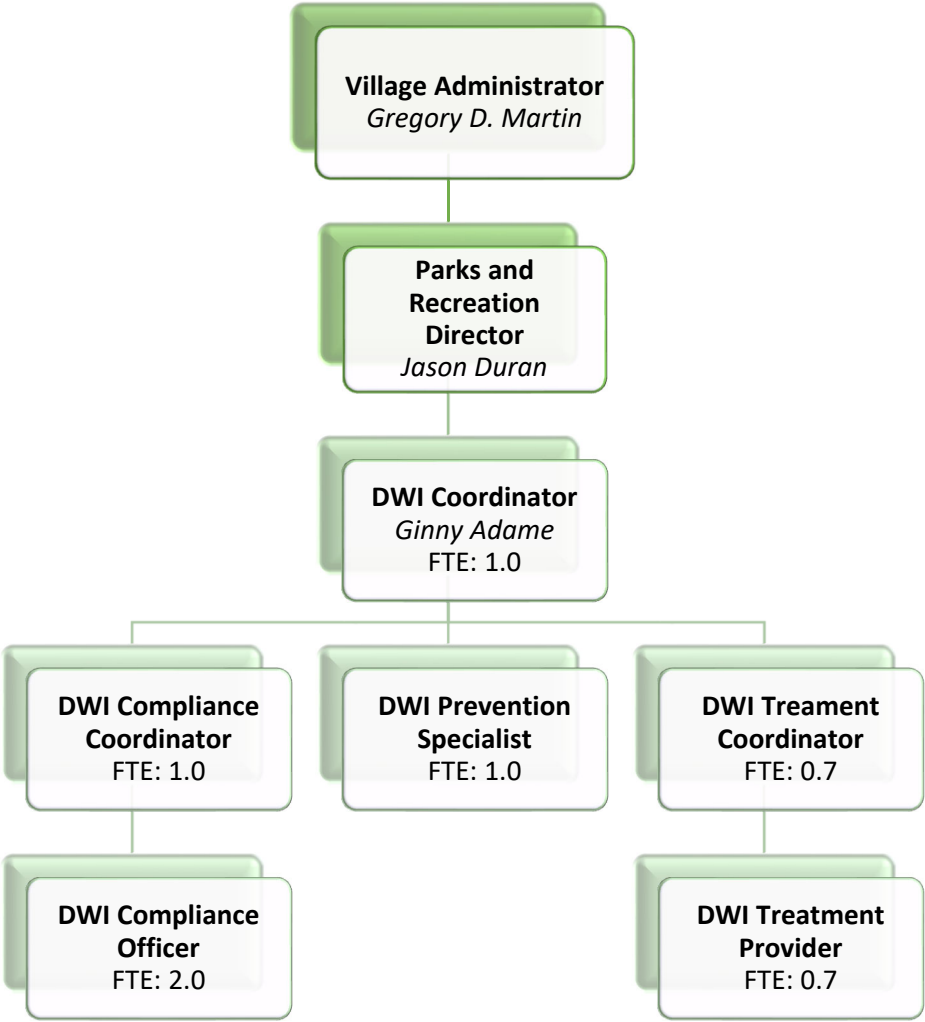 Village Administrator
Gregory D. Martin
Parks and
Recreation
Director
Jason Duran
DWI Coordinator
Ginny Adame
FTE: 1.0
DWI Compliance
Coordinator
FTE: 1.0
DWI Prevention
Specialist
FTE: 1.0
DWI Treament
Coordinator
FTE: 0.7
DWI Compliance
Officer
FTE: 2.0
DWI Treatment
Provider
FTE: 0.7